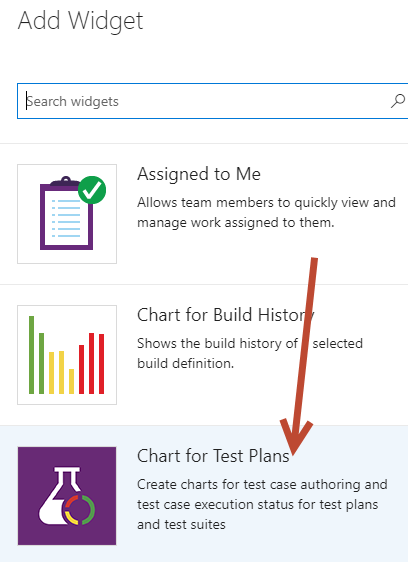 Add Widget
Search widgets
Assigned to Me
Allows team members to quickly view and
manage work assigned to them.
Chart for Build History
Shows the build history of selected
build definition.
Chart for Test Plans
Create charts for test case authoring and
test case execution status for test plans
and test suites